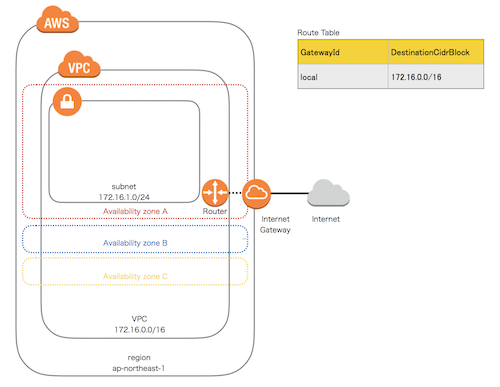 AWS
VPC
subnet
172.16.1.0/24
Availability zone A
Router
Internet
Gateway
Internet
Availability zone B
Availability zone C
VPC
172.16.0.0/16
region
ap-northeast-1
Route Table
GatewayId DestinationCidrBlock
local 172.16.0.0/16